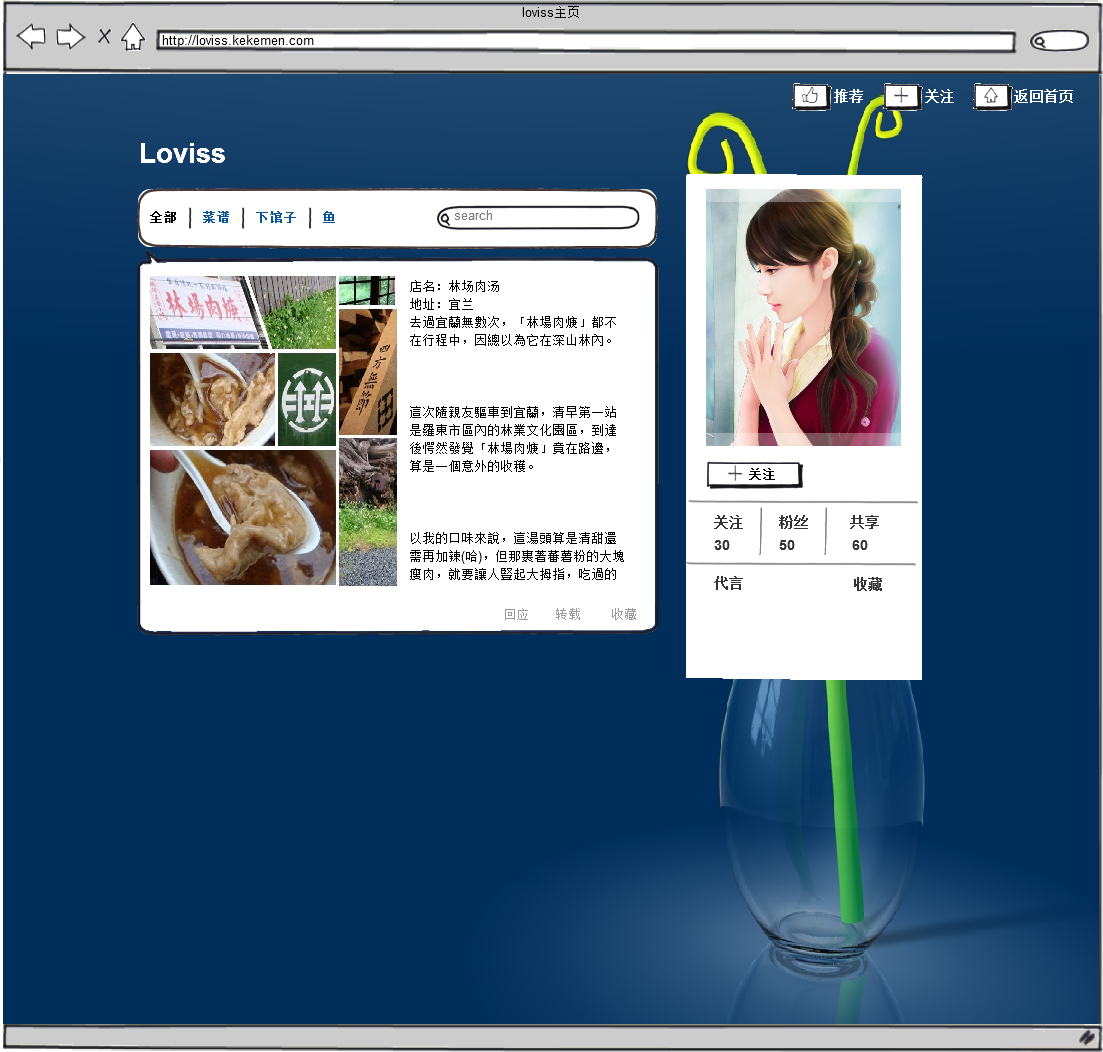 loviss主页
http://loviss.kekemen.com
推荐
关注
返回首页
Loviss
全部
菜谱
下馆子
鱼
search
林場肉焿
店名：林场肉汤
地址：宜兰
去過宜蘭無數次，「林場肉焿」都不
在行程中，因總以為它在深山林內。
這次隨親友驅車到宜蘭，清早第一站
是羅東市區內的林業文化園區，到達
後愕然發覺「林場肉焿」竟在路邊，
算是一個意外的收穫。
以我的口味來說，這湯頭算是清甜還
需再加辣(哈)，但那裹著蕃薯粉的大塊
瘦肉，就要讓人豎起大拇指，吃過的
回应
转载
收藏
关注
关注
粉丝
共享
30
50
60
代言
收藏